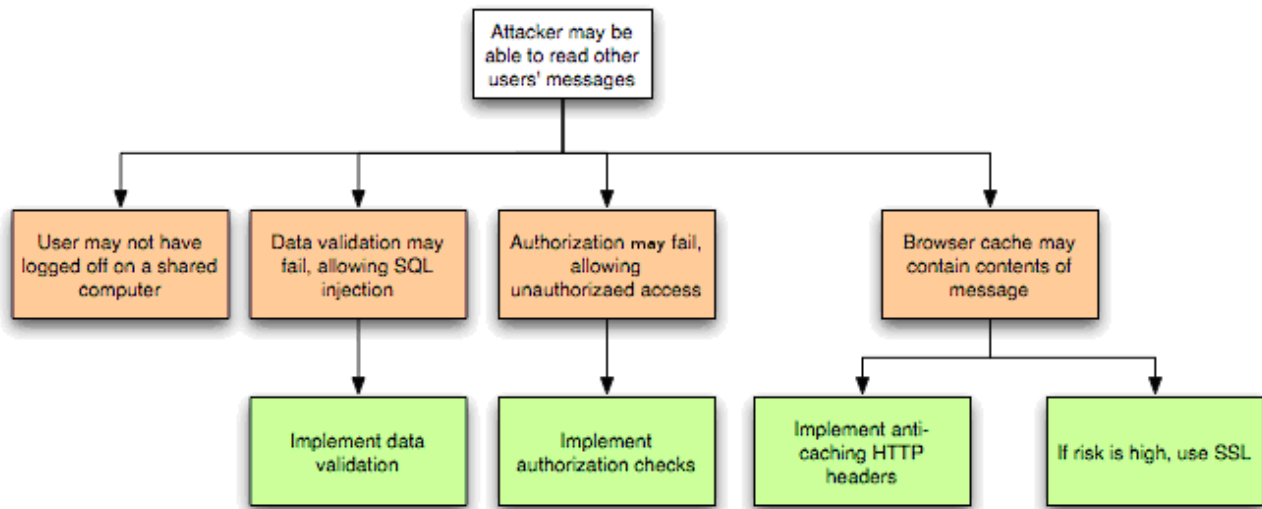 Attacker may be
able to read other
users' messages
User may not have
logged off on a shared
computer
Data validation may
fail, allowing SQL
injection
Authorization may fail,
allowing
unauthorizaed access
Browser cache may
contain contents of
message
Implement data
validation
Implement
authorization checks
Implement anti-
caching HTTP
headers
If risk is high, use SSL